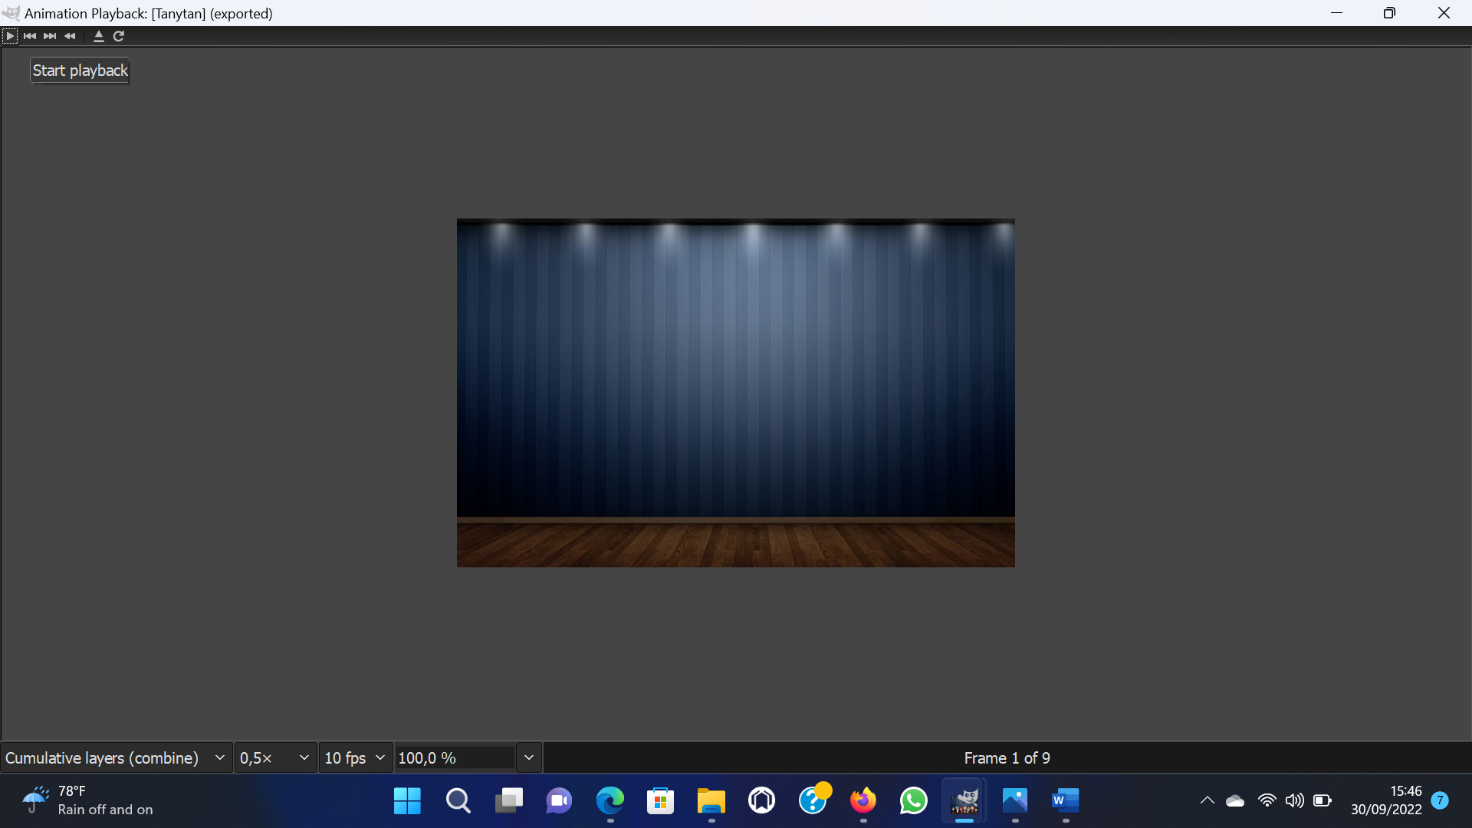 Animation Playback: [Tanytan] (exported)
Start playback
Cumulative layers (combine) 0,5× 10 fps 100,0 % Frame 1 of 9
78°F
Rain off and on
15:46
30/09/2022 7